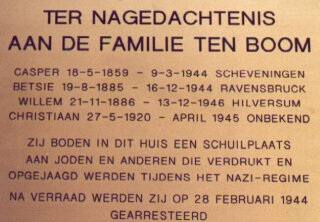 TER NAGEDACHTENIS
AAN DE FAMILIE TEN BOOM
CASPER 18-5-1859 - 9-3-1944 SCHEVENINGEN
BETSIE 19-8-1885 - 16-12-1944 RAVENSBRUCK
WILLEM 21-11-1886 - 13-12-1946 HILVERSUM
CHRISTIAAN 27-5-1920 - APRIL 1945 ONBEKEND
ZIJ BODEN IN DIT HUIS EEN SCHUILPLAATS
AAN JODEN EN ANDEREN DIE VERDRUKT EN
OPGEJAAGD WERDEN TIJDENS HET NAZI-REGIME
NA VERRAAD WERDEN ZIJ OP 28 FEBRUARI 1944
GEARRESTEERD